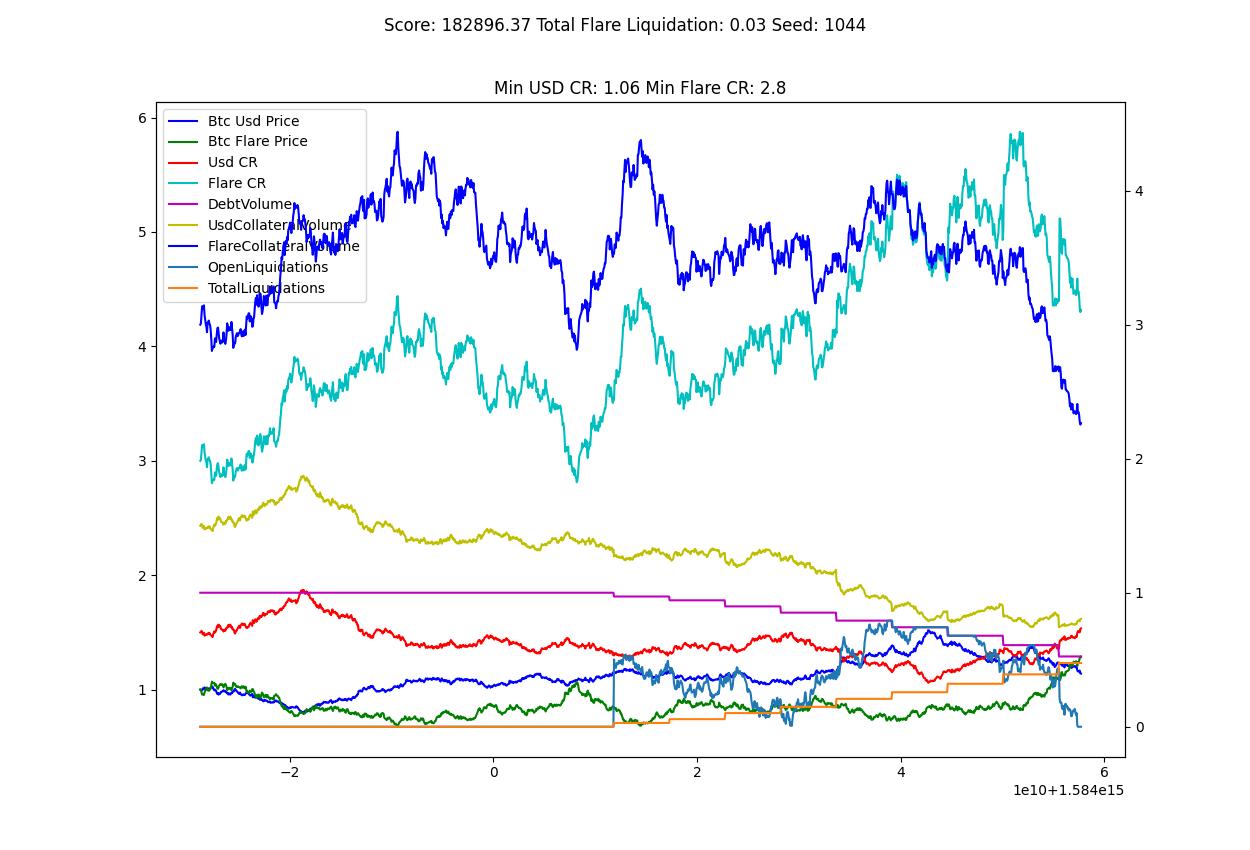 Score: 182896.37 Total Flare Liquidation: 0.03 Seed: 1044
Min USD CR: 1.06 Min Flare CR: 2.8
Btc Usd Price
Btc Flare Price
Usd CR
Flare CR
DebtVolume
UsdCollateralVolume
FlareCollateralVolume
OpenLiquidations
TotalLiquidations
6
5
4
3
2
1
4
3
2
1
0
−2
0
2
4
6
1e10+1.584e15